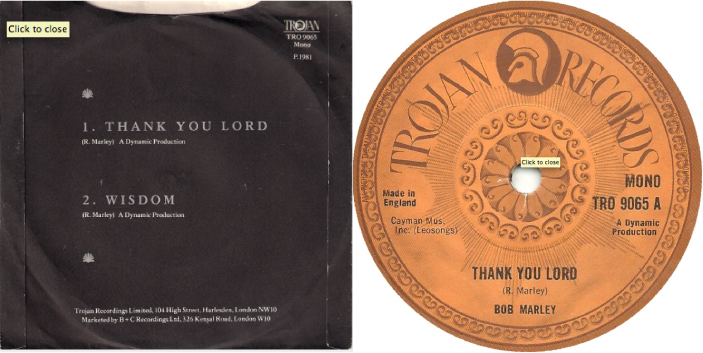 Click to close
TROJAN
TRO 9065
Mono
P.1981
1. THANK YOU LORD
(R. Marley) A Dynamic Production
2. WISDOM
(R. Marley) A Dynamic Production
Trojan Recordings Limited, 104 High Street, Harlesden, London NW10
Marketed by B + C Recordings Ltd, 326 Kensal Road, London W10
TROJAN RECORDS
Click to close
MONO
TRO 9065 A
Made in
England
A Dynamic
Production
Cayman Mus.
Inc. (Leosongs)
THANK YOU LORD
(R. Marley)
BOB MARLEY